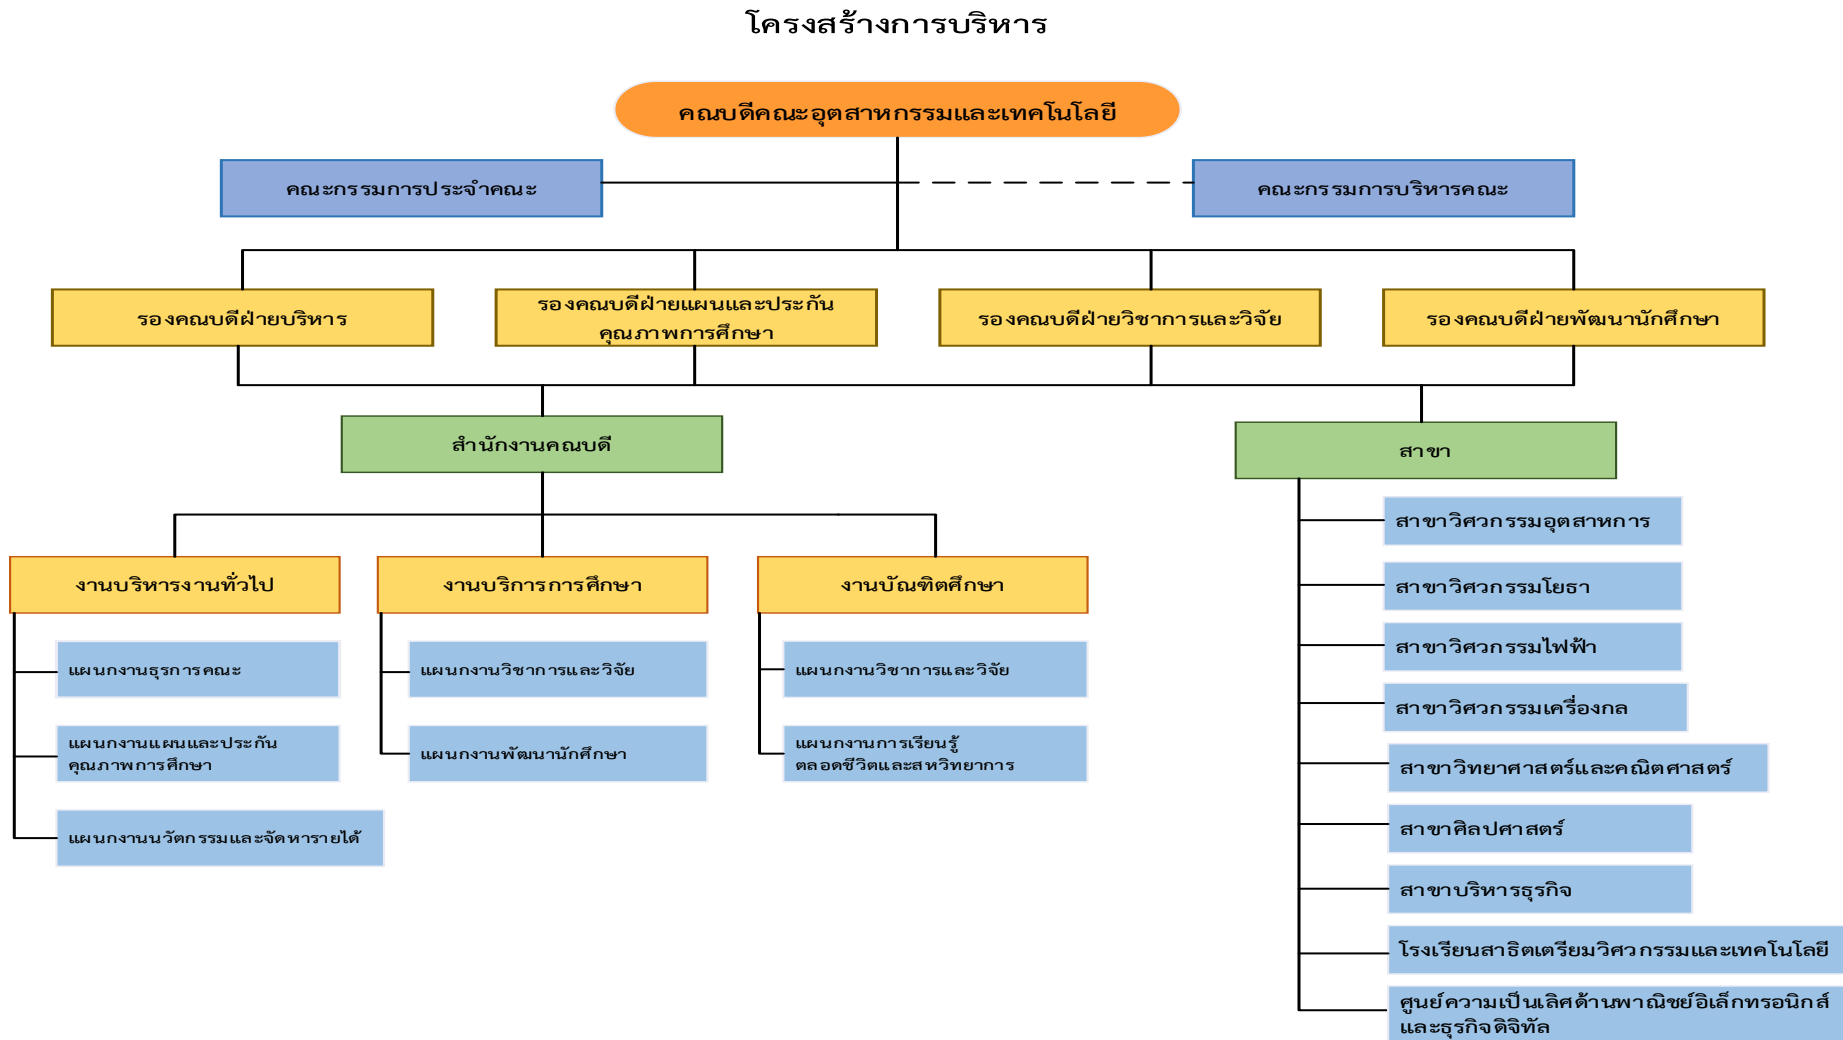 โครงสร้างการบริหาร
คณบดีคณะอุตสาหกรรมและเทคโนโลยี
คณะกรรมการประจำคณะ
คณะกรรมการบริหารคณะ
รองคณบดีฝ่ายบริหาร
รองคณบดีฝ่ายแผนและประกัน
คุณภาพการศึกษา
รองคณบดีฝ่ายวิชาการและวิจัย
รองคณบดีฝ่ายพัฒนานักศึกษา
สำนักงานคณบดี
สาขา
งานบริหารงานทั่วไป
แผนกงานธุรการคณะ
แผนกงานแผนและประกัน
คุณภาพการศึกษา
แผนกงานนวัตกรรมและจัดหารายได้
งานบริการการศึกษา
แผนกงานวิชาการและวิจัย
แผนกงานพัฒนานักศึกษา
งานบัณฑิตศึกษา
แผนกงานวิชาการและวิจัย
แผนกงานการเรียนรู้
ตลอดชีวิตและสหวิทยาการ
สาขาวิศวกรรมอุตสาหการ
สาขาวิศวกรรมโยธา
สาขาวิศวกรรมไฟฟ้า
สาขาวิศวกรรมเครื่องกล
สาขาวิทยาศาสตร์และคณิตศาสตร์
สาขาศิลปศาสตร์
สาขาบริหารธุรกิจ
โรงเรียนสาธิตเตรียมวิศวกรรมและเทคโนโลยี
ศูนย์ความเป็นเลิศด้านพาณิชย์อิเล็กทรอนิกส์
และธุรกิจดิจิทัล